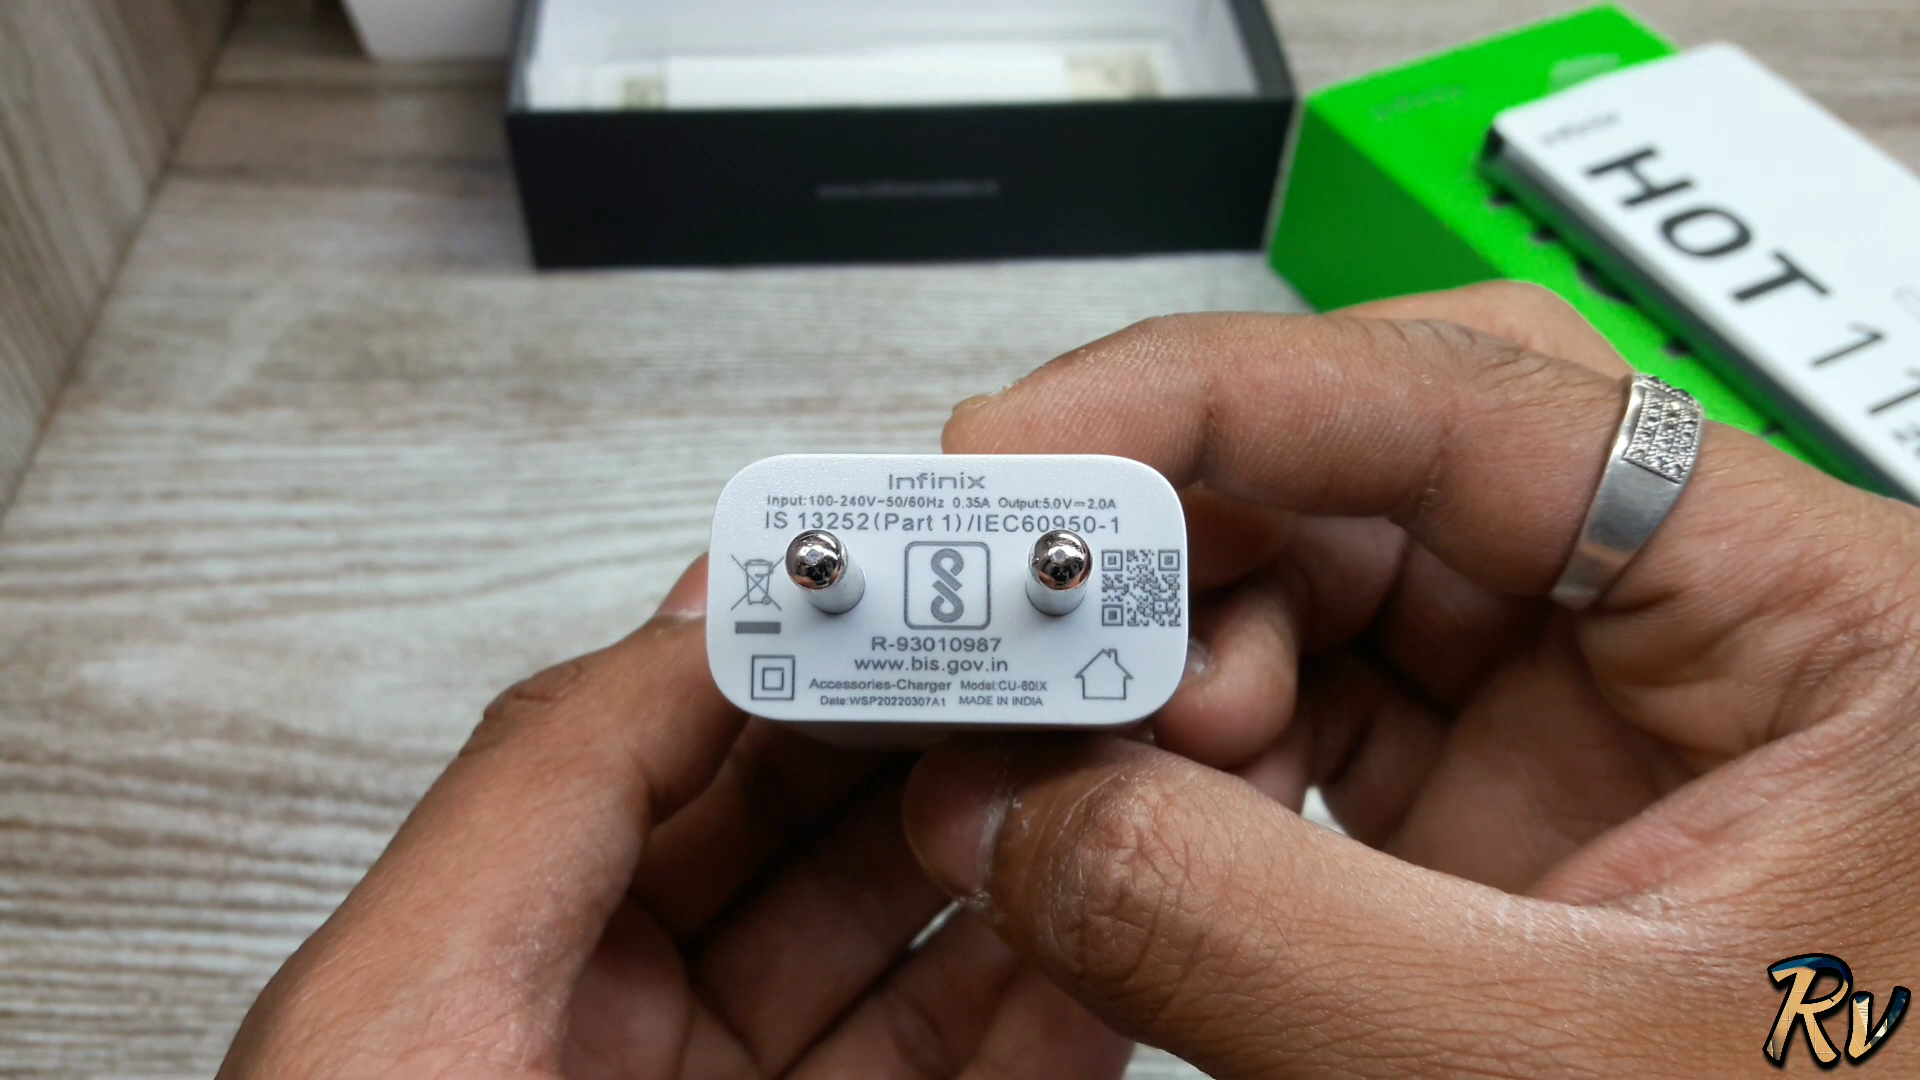 Infinix
Input:100-240V~50/60Hz 0.35A Output:5.0V⎓2.0A
IS 13252(Part 1)/IEC60950-1
R-93010987
www.bis.gov.in
Accessories-Charger Model:CU-60IX
Date:WSP20220307A1 MADE IN INDIA
HOT 11
RV